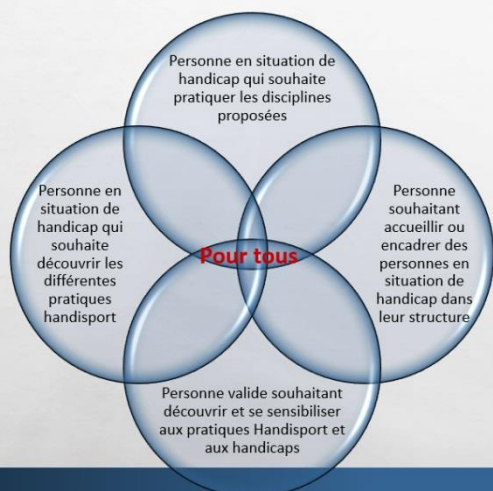 Personne en situation de
handicap qui souhaite
pratiquer les disciplines
proposées
Personne en
situation de
handicap qui
souhaite
découvrir les
différentes
pratiques
handisport
Pour tous
Personne
souhaitant
accueillir ou
encadrer des
personnes en
situation de
handicap dans
leur structure
Personne valide souhaitant
découvrir et se sensibiliser
aux pratiques Handisport et
aux handicaps